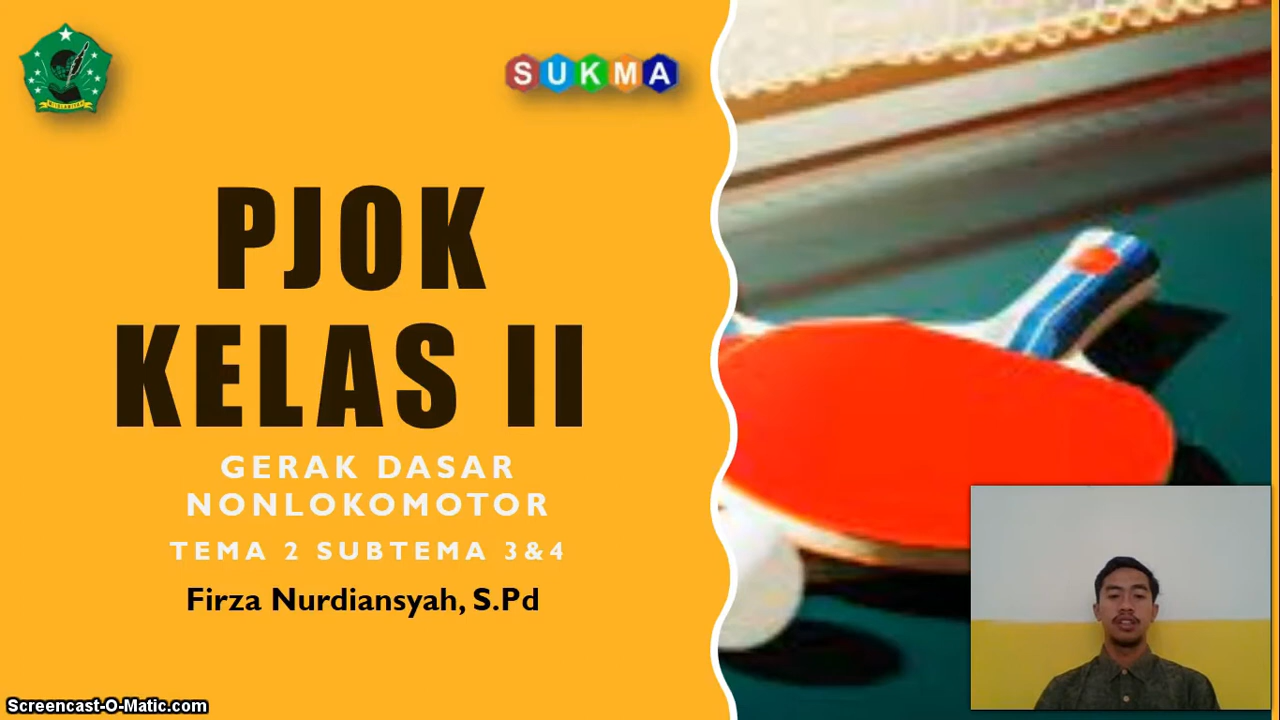 SUKMA
PJOK
KELAS II
GERAK DASAR
NONLOKOMOTOR
TEMA 2 SUBTEMA 3&4
Firza Nurdiansyah, S.Pd
Screencast-O-Matic.com